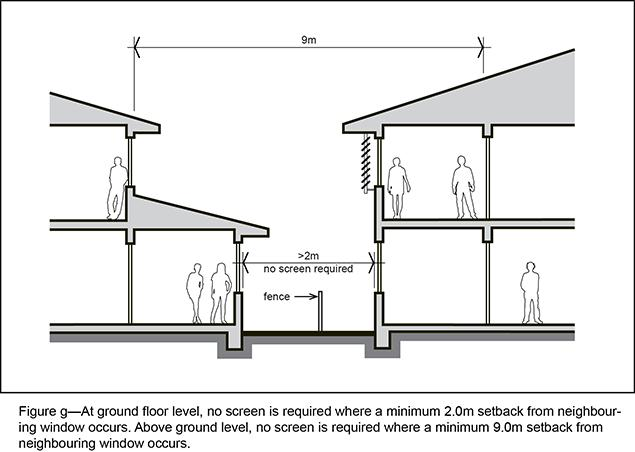 9m
>2m
no screen required
fence
Figure g—At ground floor level, no screen is required where a minimum 2.0m setback from neighbour-
ing window occurs. Above ground level, no screen is required where a minimum 9.0m setback from
neighbouring window occurs.